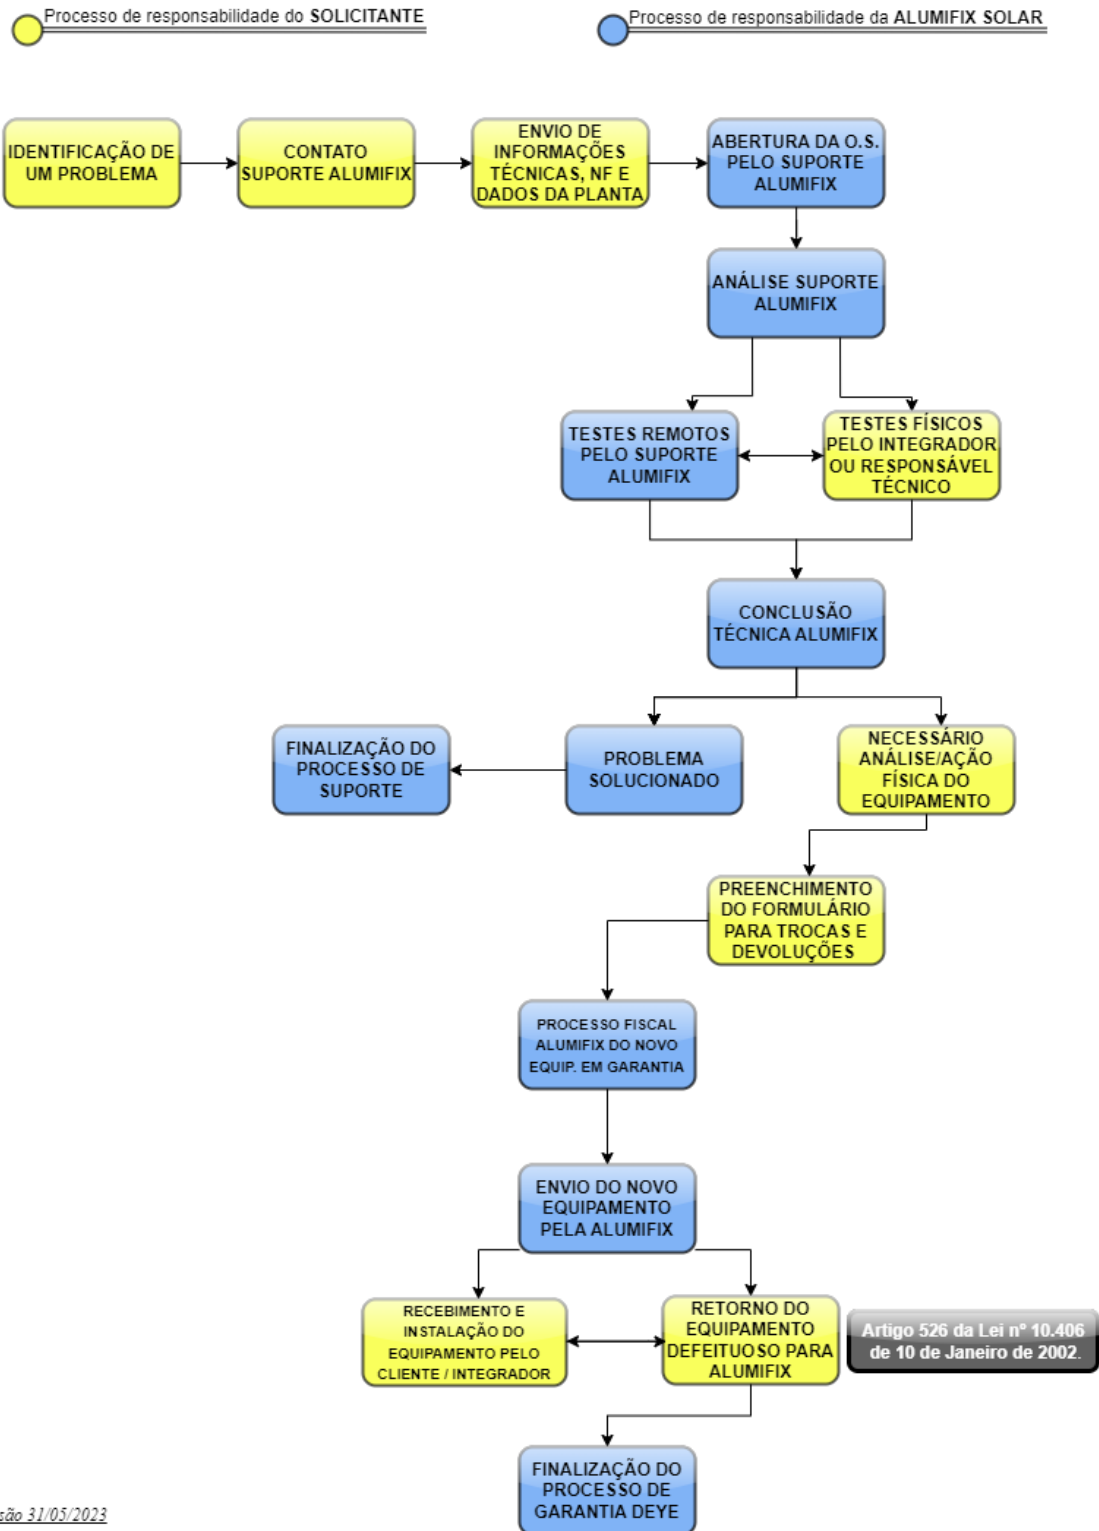 Processo de responsabilidade do SOLICITANTE
Processo de responsabilidade da ALUMIFIX SOLAR
IDENTIFICAÇÃO DE
UM PROBLEMA
CONTATO
SUPORTE ALUMIFIX
ENVIO DE
INFORMAÇÕES
TÉCNICAS, NF E
DADOS DA PLANTA
ABERTURA DA O.S.
PELO SUPORTE
ALUMIFIX
ANÁLISE SUPORTE
ALUMIFIX
TESTES REMOTOS
PELO SUPORTE
ALUMIFIX
TESTES FÍSICOS
PELO INTEGRADOR
OU RESPONSÁVEL
TÉCNICO
CONCLUSÃO
TÉCNICA ALUMIFIX
FINALIZAÇÃO DO
PROCESSO DE
SUPORTE
PROBLEMA
SOLUCIONADO
NECESSÁRIO
ANÁLISE/AÇÃO
FÍSICA DO
EQUIPAMENTO
PREENCHIMENTO
DO FORMULÁRIO
PARA TROCAS E
DEVOLUÇÕES
PROCESSO FISCAL
ALUMIFIX DO NOVO
EQUIP. EM GARANTIA
ENVIO DO NOVO
EQUIPAMENTO
PELA ALUMIFIX
RECEBIMENTO E
INSTALAÇÃO DO
EQUIPAMENTO PELO
CLIENTE / INTEGRADOR
RETORNO DO
EQUIPAMENTO
DEFEITUOSO PARA
ALUMIFIX
Artigo 526 da Lei nº 10.406
de 10 de Janeiro de 2002.
FINALIZAÇÃO DO
PROCESSO DE
GARANTIA DEYE
são 31/05/2023